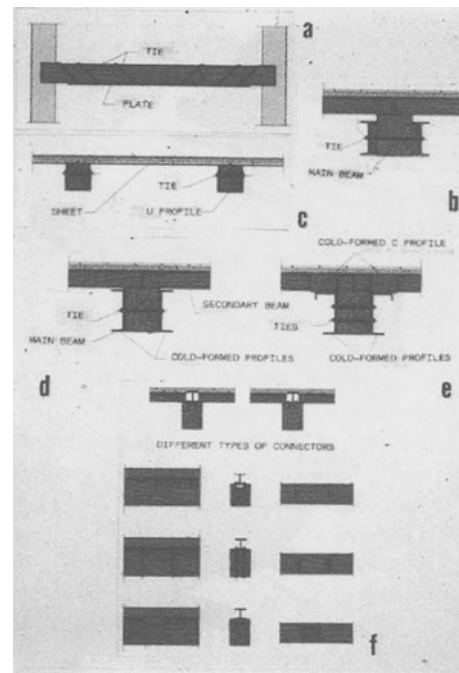 a
TIE
PLATE
TIE
MAIN BEAM
b
TIE
SHEET
U PROFILE
c
COLD-FORMED C PROFILE
TIE
SECONDARY BEAM
MAIN BEAM
COLD-FORMED PROFILES
TIES
COLD-FORMED PROFILES
d
e
DIFFERENT TYPES OF CONNECTORS
f